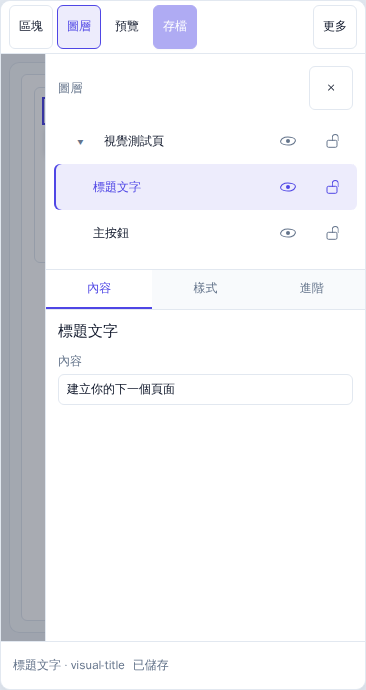 區塊 圖層 預覽 存檔 更多
圖層 ×
視覺測試頁
標題文字
主按鈕
內容 樣式 進階
標題文字
內容
建立你的下一個頁面
標題文字 · visual-title 已儲存